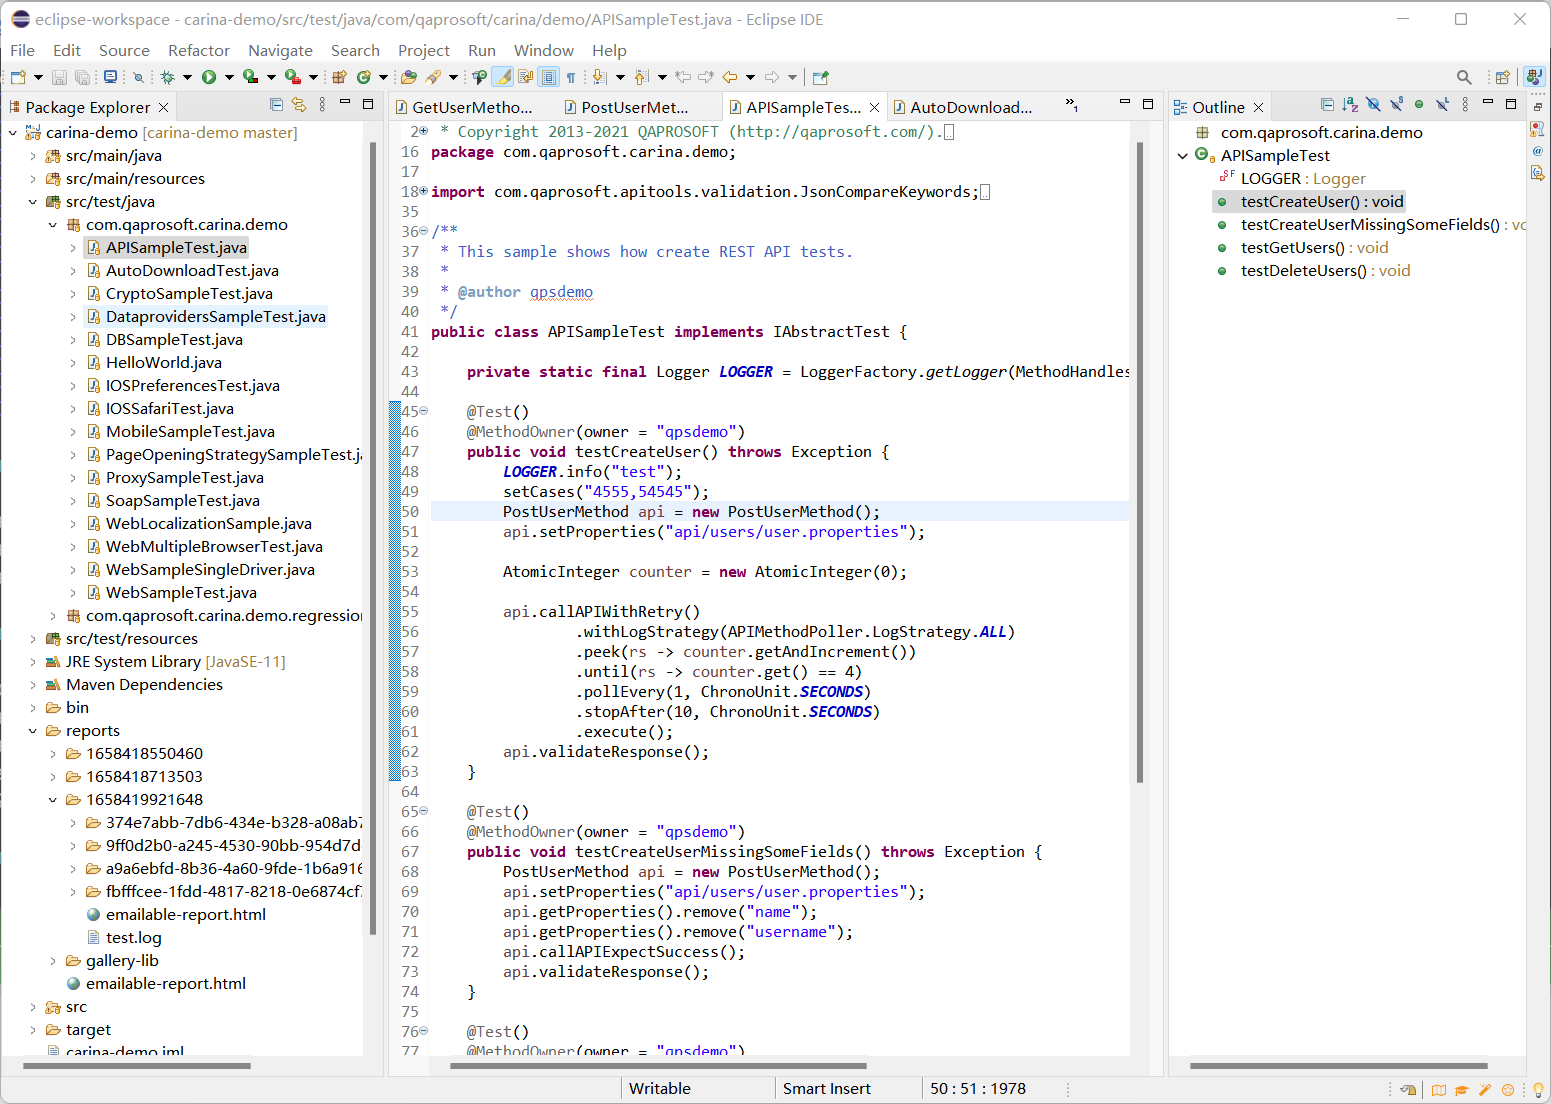 eclipse-workspace - carina-demo/src/test/java/com/qaprosoft/carina/demo/APISampleTest.java - Eclipse IDE
File Edit Source Refactor Navigate Search Project Run Window Help
Package Explorer
carina-demo [carina-demo master]
src/main/java
src/main/resources
src/test/java
com.qaprosoft.carina.demo
APISampleTest.java
AutoDownloadTest.java
CryptoSampleTest.java
DataprovidersSampleTest.java
DBSampleTest.java
HelloWorld.java
IOSPreferencesTest.java
IOSSafariTest.java
MobileSampleTest.java
PageOpeningStrategySampleTest.ja
ProxySampleTest.java
SoapSampleTest.java
WebLocalizationSample.java
WebMultipleBrowserTest.java
WebSampleSingleDriver.java
WebSampleTest.java
com.qaprosoft.carina.demo.regression
src/test/resources
JRE System Library [JavaSE-11]
Maven Dependencies
bin
reports
1658418550460
1658418713503
1658419921648
374e7abb-7db6-434e-b328-a08ab7
9ff0d2b0-a245-4530-90bb-954d7d
a9a6ebfd-8b36-4a60-9fde-1b6a916
fbfffcee-1fdd-4817-8218-0e6874cf7
emailable-report.html
test.log
gallery-lib
emailable-report.html
src
target
carina-demo.iml
GetUserMetho... PostUserMet... APISampleTes... AutoDownload... »1
2 * Copyright 2013-2021 QAPROSOFT (http://qaprosoft.com/).
16 package com.qaprosoft.carina.demo;
17
18 import com.qaprosoft.apitools.validation.JsonCompareKeywords;
35
36 /**
37 * This sample shows how create REST API tests.
38 *
39 * @author qpsdemo
40 */
41 public class APISampleTest implements IAbstractTest {
42
43 private static final Logger LOGGER = LoggerFactory.getLogger(MethodHandles
44
45 @Test()
46 @MethodOwner(owner = "qpsdemo")
47 public void testCreateUser() throws Exception {
48 LOGGER.info("test");
49 setCases("4555,54545");
50 PostUserMethod api = new PostUserMethod();
51 api.setProperties("api/users/user.properties");
52
53 AtomicInteger counter = new AtomicInteger(0);
54
55 api.callAPIWithRetry()
56 .withLogStrategy(APIMethodPoller.LogStrategy.ALL)
57 .peek(rs -> counter.getAndIncrement())
58 .until(rs -> counter.get() == 4)
59 .pollEvery(1, ChronoUnit.SECONDS)
60 .stopAfter(10, ChronoUnit.SECONDS)
61 .execute();
62 api.validateResponse();
63 }
64
65 @Test()
66 @MethodOwner(owner = "qpsdemo")
67 public void testCreateUserMissingSomeFields() throws Exception {
68 PostUserMethod api = new PostUserMethod();
69 api.setProperties("api/users/user.properties");
70 api.getProperties().remove("name");
71 api.getProperties().remove("username");
72 api.callAPIExpectSuccess();
73 api.validateResponse();
74 }
75
76 @Test()
77 @MethodOwner(owner = "qpsdemo")
Outline
com.qaprosoft.carina.demo
APISampleTest
LOGGER : Logger
testCreateUser() : void
testCreateUserMissingSomeFields() : vo
testGetUsers() : void
testDeleteUsers() : void
Writable Smart Insert 50 : 51 : 1978